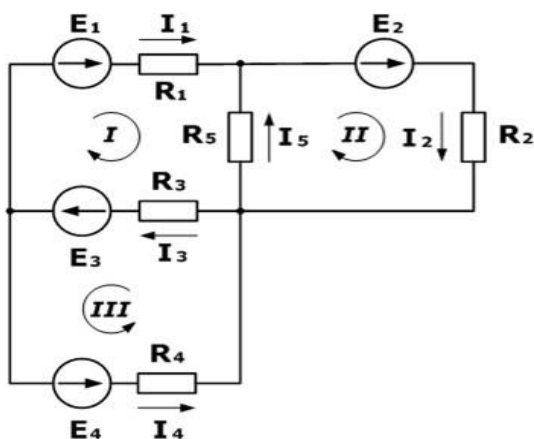 E1 I1 E2
R1
I R5 I5 II I2 R2
R3
E3 I3
III
R4
E4 I4